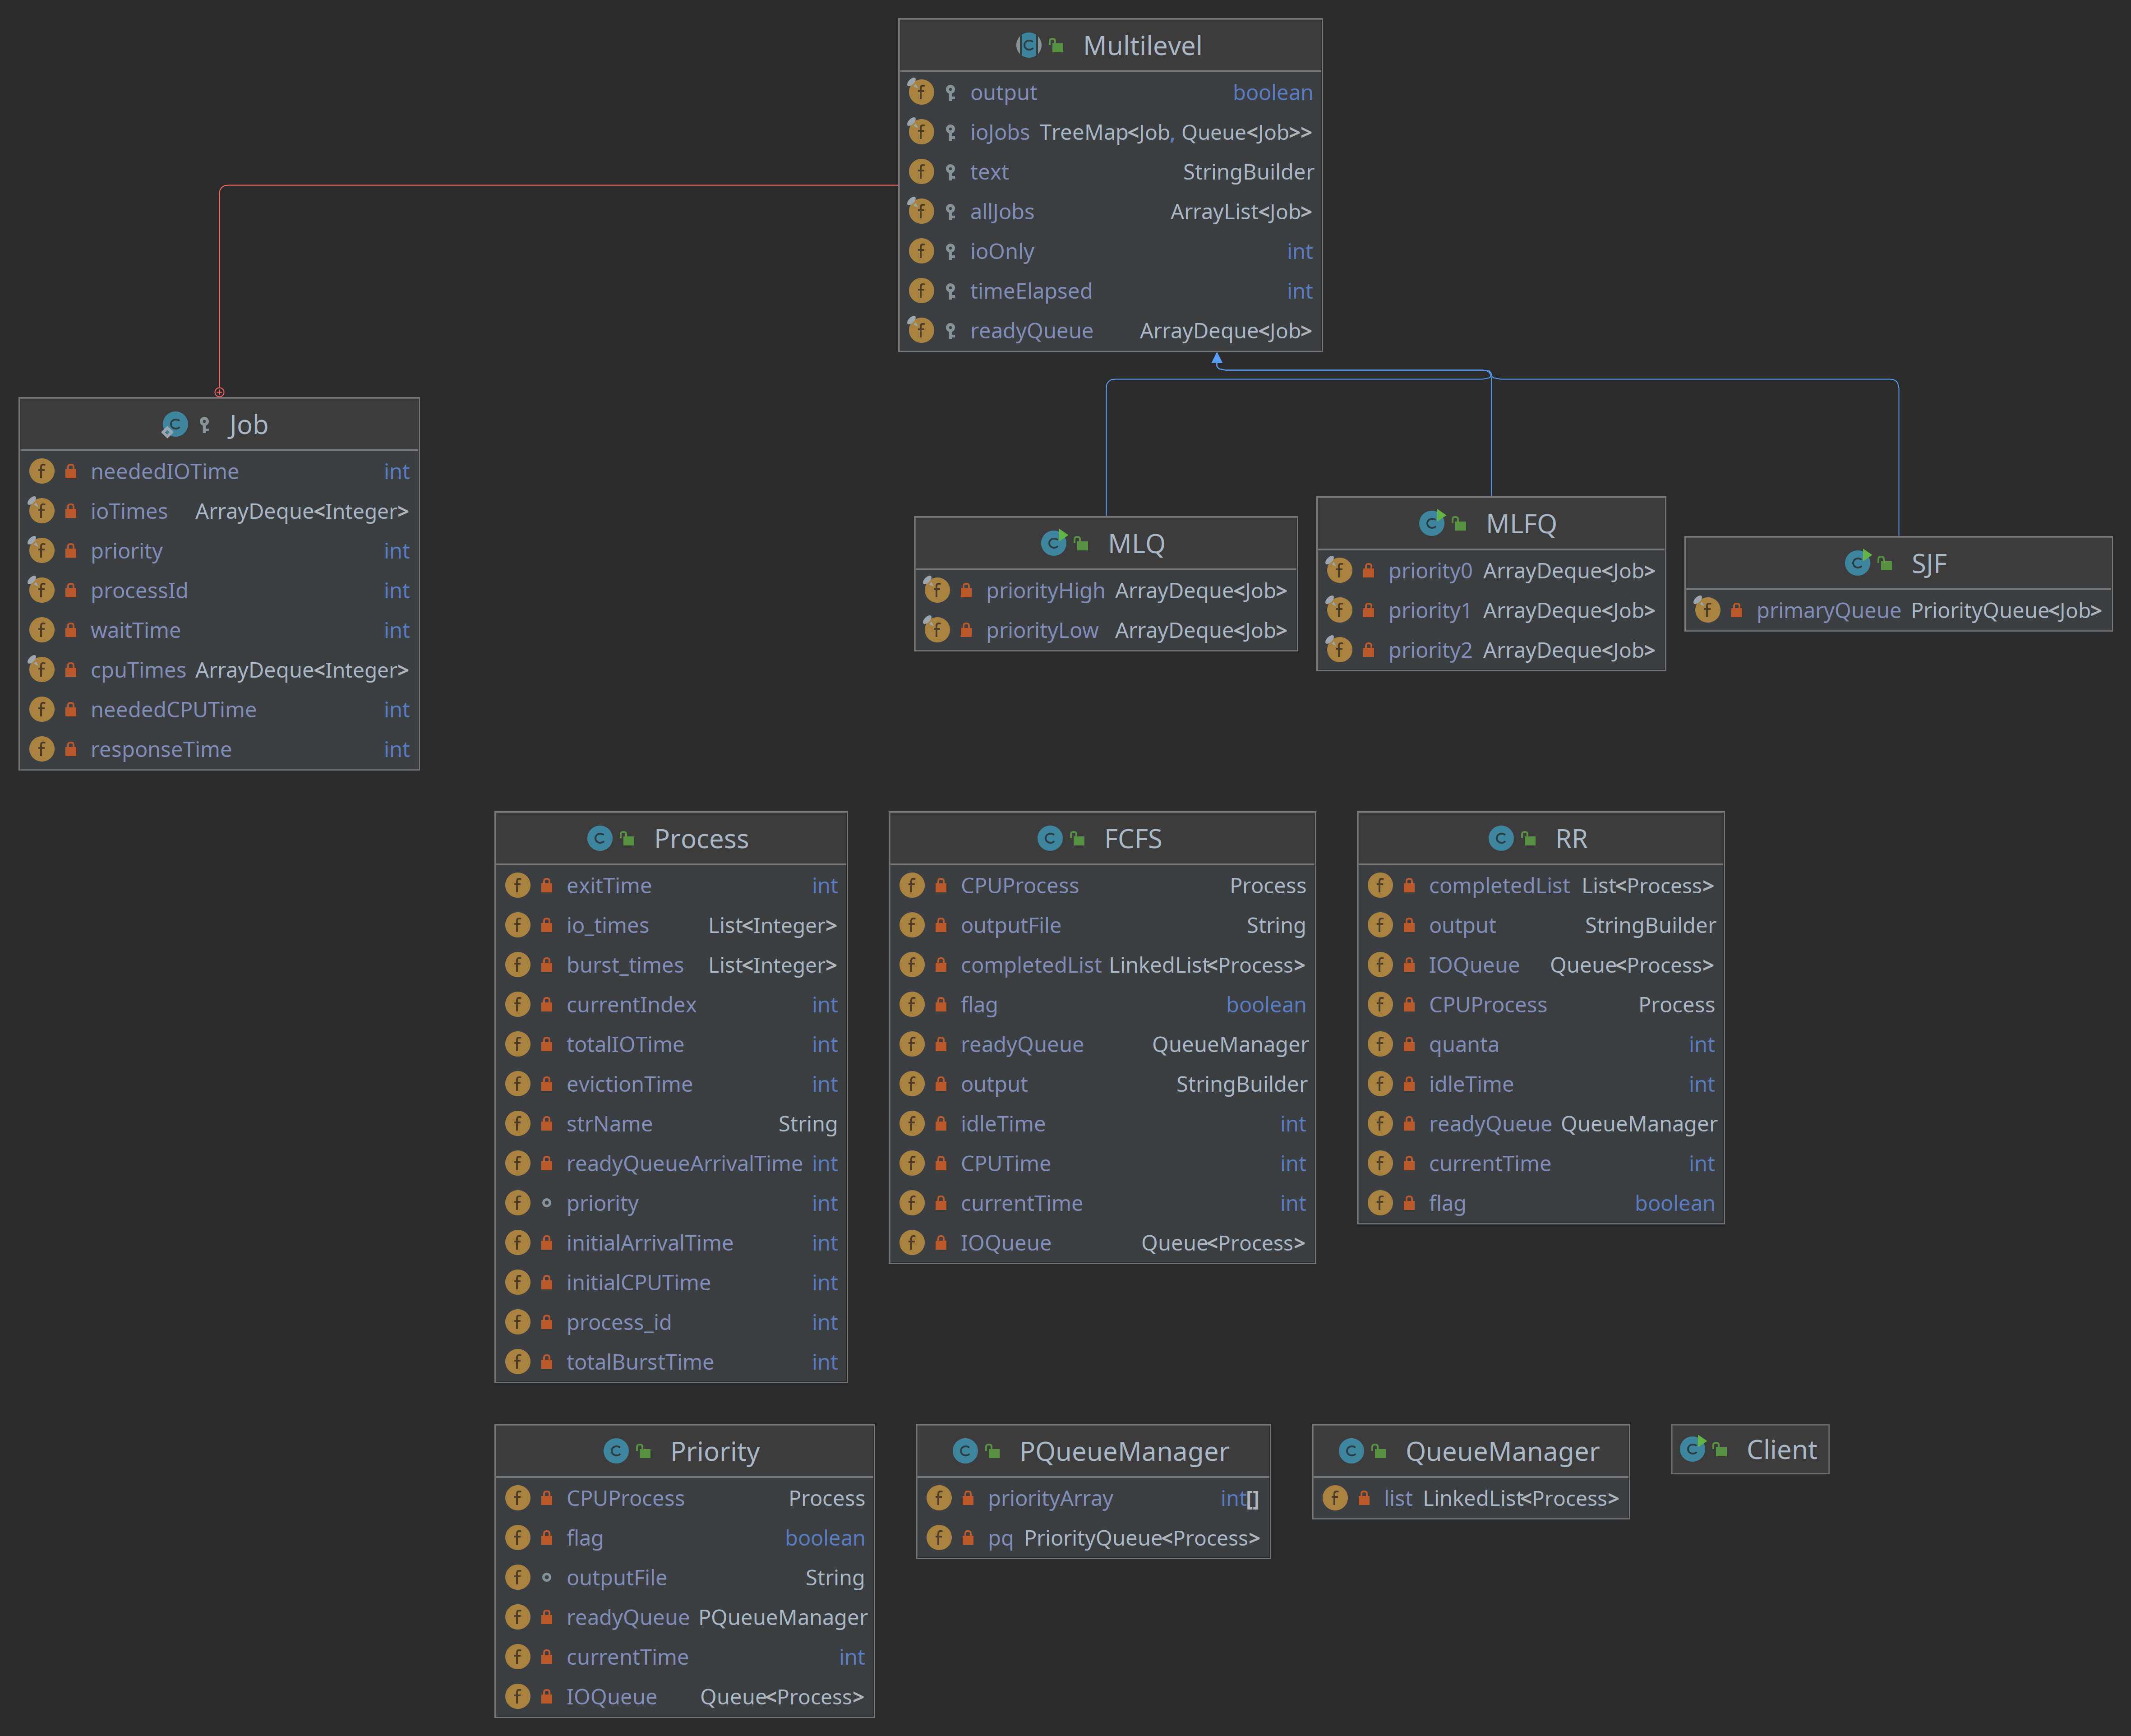 Multilevel
output boolean
ioJobs TreeMap<Job, Queue<Job>>
text StringBuilder
allJobs ArrayList<Job>
ioOnly int
timeElapsed int
readyQueue ArrayDeque<Job>
Job
neededIOTime int
ioTimes ArrayDeque<Integer>
priority int
processId int
waitTime int
cpuTimes ArrayDeque<Integer>
neededCPUTime int
responseTime int
MLQ
priorityHigh ArrayDeque<Job>
priorityLow ArrayDeque<Job>
MLFQ
priority0 ArrayDeque<Job>
priority1 ArrayDeque<Job>
priority2 ArrayDeque<Job>
SJF
primaryQueue PriorityQueue<Job>
Process
exitTime int
io_times List<Integer>
burst_times List<Integer>
currentIndex int
totalIOTime int
evictionTime int
strName String
readyQueueArrivalTime int
priority int
initialArrivalTime int
initialCPUTime int
process_id int
totalBurstTime int
FCFS
CPUProcess Process
outputFile String
completedList LinkedList<Process>
flag boolean
readyQueue QueueManager
output StringBuilder
idleTime int
CPUTime int
currentTime int
IOQueue Queue<Process>
RR
completedList List<Process>
output StringBuilder
IOQueue Queue<Process>
CPUProcess Process
quanta int
idleTime int
readyQueue QueueManager
currentTime int
flag boolean
Priority
CPUProcess Process
flag boolean
outputFile String
readyQueue PQueueManager
currentTime int
IOQueue Queue<Process>
PQueueManager
priorityArray int[]
pq PriorityQueue<Process>
QueueManager
list LinkedList<Process>
Client